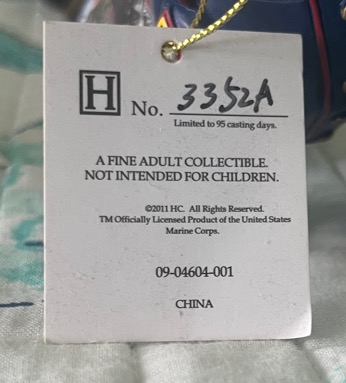 H No. 3352A
Limited to 95 casting days.
A FINE ADULT COLLECTIBLE.
NOT INTENDED FOR CHILDREN.
©2011 HC. All Rights Reserved.
TM Officially Licensed Product of the United States
Marine Corps.
09-04604-001
CHINA